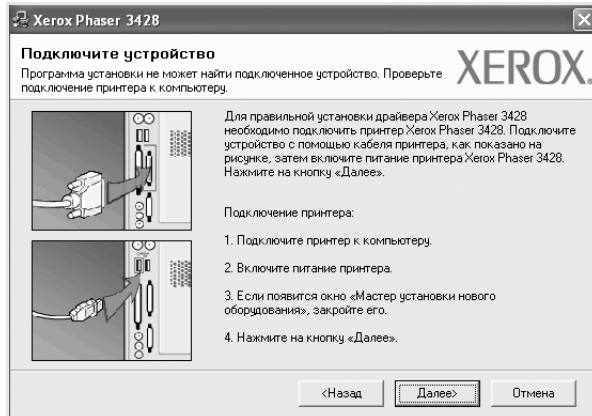 Xerox Phaser 3428
Подключите устройство
Программа установки не может найти подключенное устройство. Проверьте
подключение принтера к компьютеру.
XEROX.
Для правильной установки драйвера Xerox Phaser 3428
необходимо подключить принтер Xerox Phaser 3428. Подключите
устройство с помощью кабеля принтера, как показано на
рисунке, затем включите питание принтера Xerox Phaser 3428.
Нажмите на кнопку «Далее».
Подключение принтера:
1. Подключите принтер к компьютеру.
2. Включите питание принтера.
3. Если появится окно «Мастер установки нового
оборудования», закройте его.
4. Нажмите на кнопку «Далее».
<Назад
Далее>
Отмена